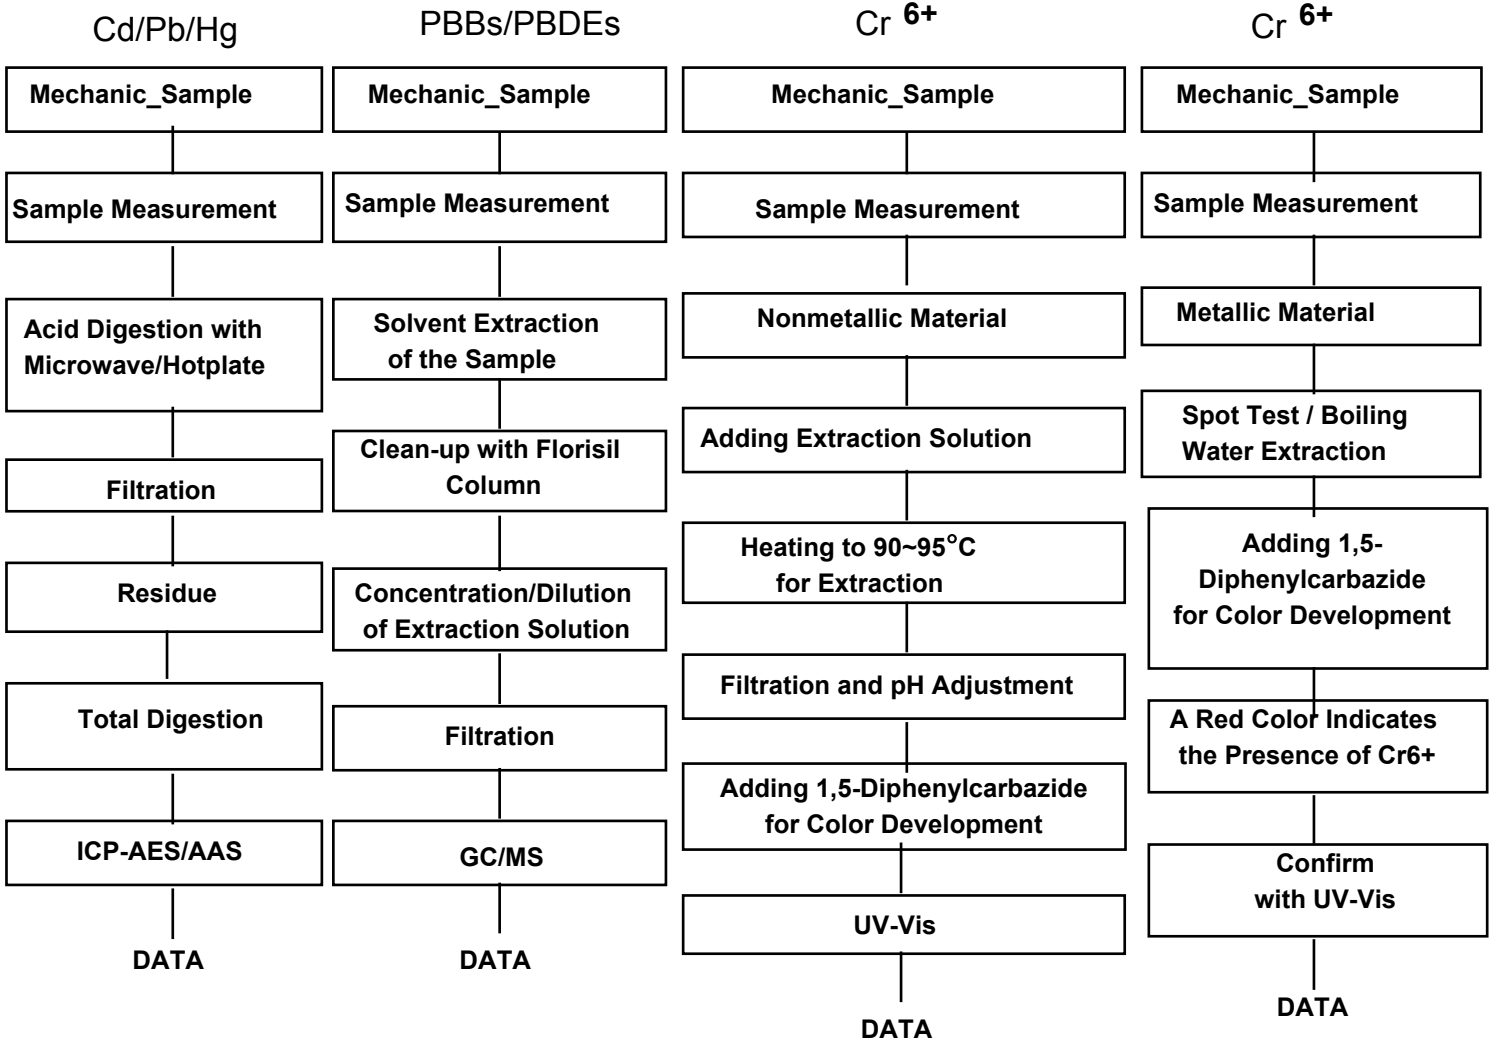 Cd/Pb/Hg
Mechanic_Sample
Sample Measurement
Acid Digestion with
Microwave/Hotplate
Filtration
Residue
Total Digestion
ICP-AES/AAS
DATA
PBBs/PBDEs
Mechanic_Sample
Sample Measurement
Solvent Extraction
of the Sample
Clean-up with Florisil
Column
Concentration/Dilution
of Extraction Solution
Filtration
GC/MS
DATA
Cr 6+
Mechanic_Sample
Sample Measurement
Nonmetallic Material
Adding Extraction Solution
Heating to 90~95°C
for Extraction
Filtration and pH Adjustment
Adding 1,5-Diphenylcarbazide
for Color Development
UV-Vis
DATA
Cr 6+
Mechanic_Sample
Sample Measurement
Metallic Material
Spot Test / Boiling
Water Extraction
Adding 1,5-
Diphenylcarbazide
for Color Development
A Red Color Indicates
the Presence of Cr6+
Confirm
with UV-Vis
DATA